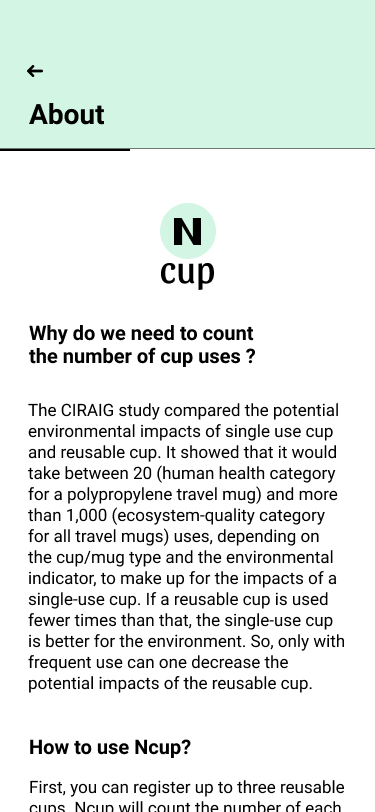 About
N
cup
Why do we need to count
the number of cup uses ?
The CIRAIG study compared the potential
environmental impacts of single use cup
and reusable cup. It showed that it would
take between 20 (human health category
for a polypropylene travel mug) and more
than 1,000 (ecosystem-quality category
for all travel mugs) uses, depending on
the cup/mug type and the environmental
indicator, to make up for the impacts of a
single-use cup. If a reusable cup is used
fewer times than that, the single-use cup
is better for the environment. So, only with
frequent use can one decrease the
potential impacts of the reusable cup.
How to use Ncup?
First, you can register up to three reusable
cups. Ncup will count the number of each